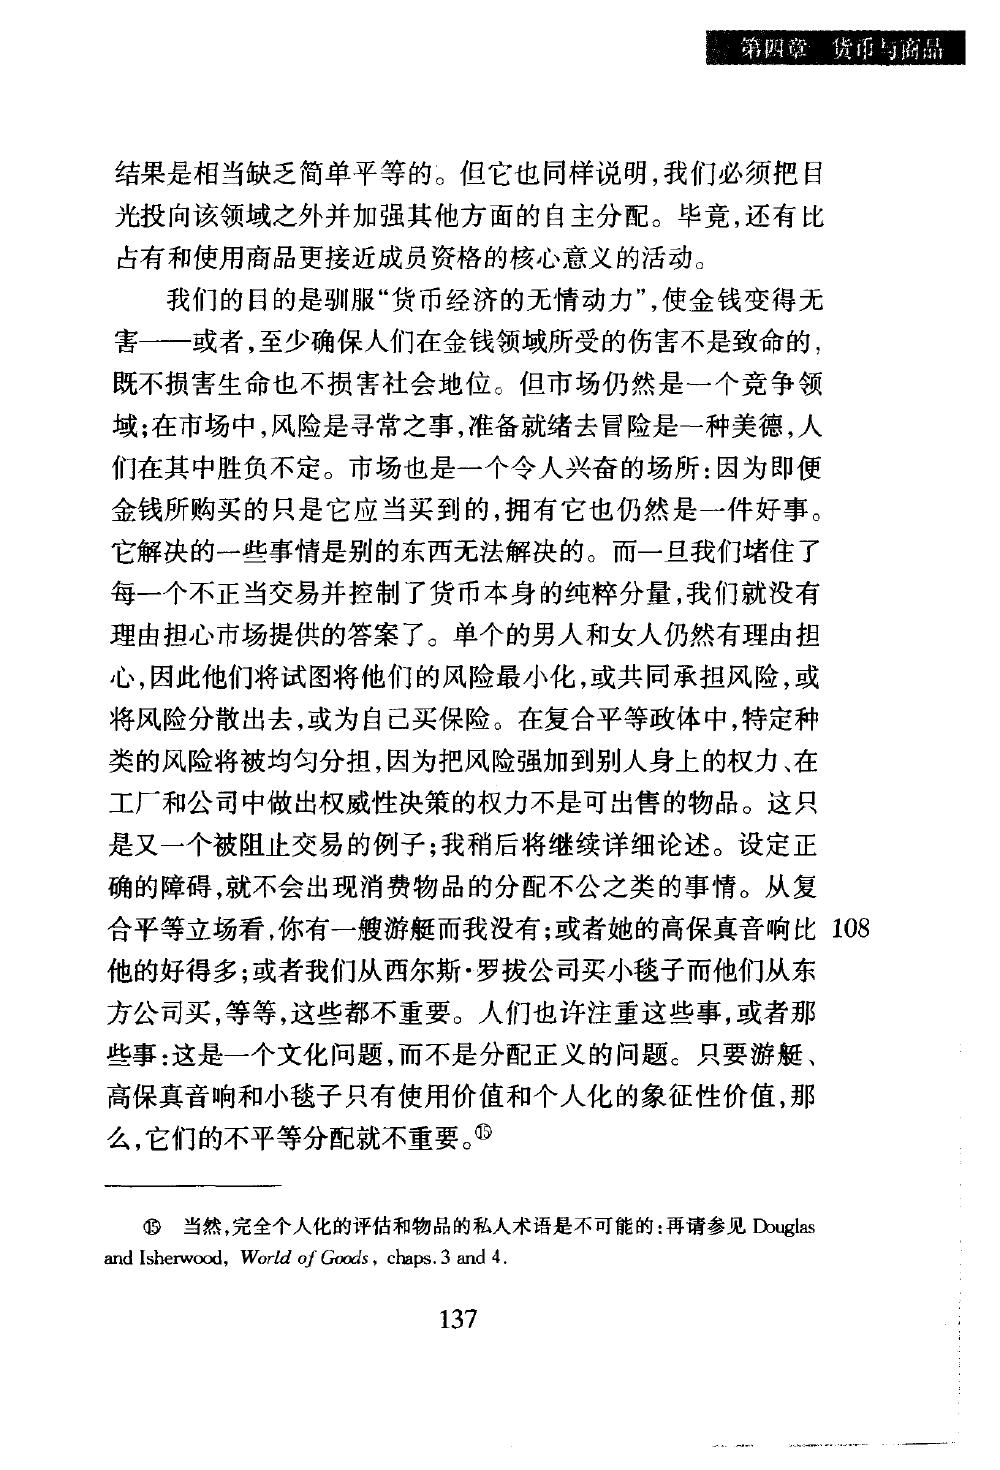 第四章 货币与商品
结果是相当缺乏简单平等的。但它也同样说明,我们必须把目
光投向该领域之外并加强其他方面的自主分配。毕竟,还有比
占有和使用商品更接近成员资格的核心意义的活动。
我们的目的是驯服“货币经济的无情动力”,使金钱变得无
害——或者,至少确保人们在金钱领域所受的伤害不是致命的,
既不损害生命也不损害社会地位。但市场仍然是一个竞争领
域;在市场中,风险是寻常之事,准备就绪去冒险是一种美德,人
们在其中胜负不定。市场也是一个令人兴奋的场所:因为即便
金钱所购买的只是它应当买到的,拥有它也仍然是一件好事。
它解决的一些事情是别的东西无法解决的。而一旦我们堵住了
每一个不正当交易并控制了货币本身的纯粹分量,我们就没有
理由担心市场提供的答案了。单个的男人和女人仍然有理由担
心,因此他们将试图将他们的风险最小化,或共同承担风险,或
将风险分散出去,或为自己买保险。在复合平等政体中,特定种
类的风险将被均匀分担,因为把风险强加到别人身上的权力、在
工厂和公司中做出权威性决策的权力不是可出售的物品。这只
是又一个被阻止交易的例子;我稍后将继续详细论述。设定正
确的障碍,就不会出现消费物品的分配不公之类的事情。从复
合平等立场看,你有一艘游艇而我没有;或者她的高保真音响比 108
他的好得多;或者我们从西尔斯·罗拔公司买小毯子而他们从东
方公司买,等等,这些都不重要。人们也许注重这些事,或者那
些事:这是一个文化问题,而不是分配正义的问题。只要游艇、
高保真音响和小毯子只有使用价值和个人化的象征性价值,那
么,它们的不平等分配就不重要。⑮
⑮ 当然,完全个人化的评估和物品的私人术语是不可能的:再请参见 Douglas
and Isherwood, World of Goods, chaps. 3 and 4.
137